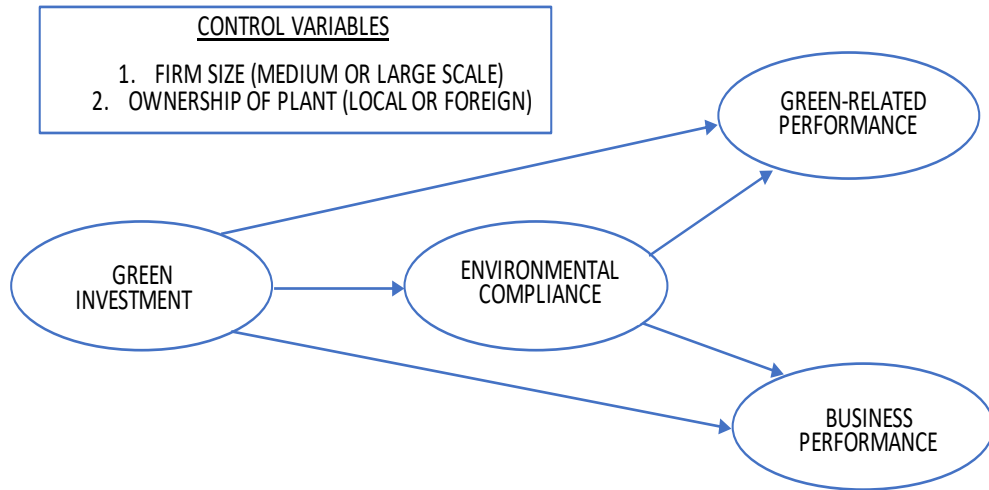 CONTROL VARIABLES
1. FIRM SIZE (MEDIUM OR LARGE SCALE)
2. OWNERSHIP OF PLANT (LOCAL OR FOREIGN)
GREEN-RELATED
PERFORMANCE
GREEN
INVESTMENT
ENVIRONMENTAL
COMPLIANCE
BUSINESS
PERFORMANCE